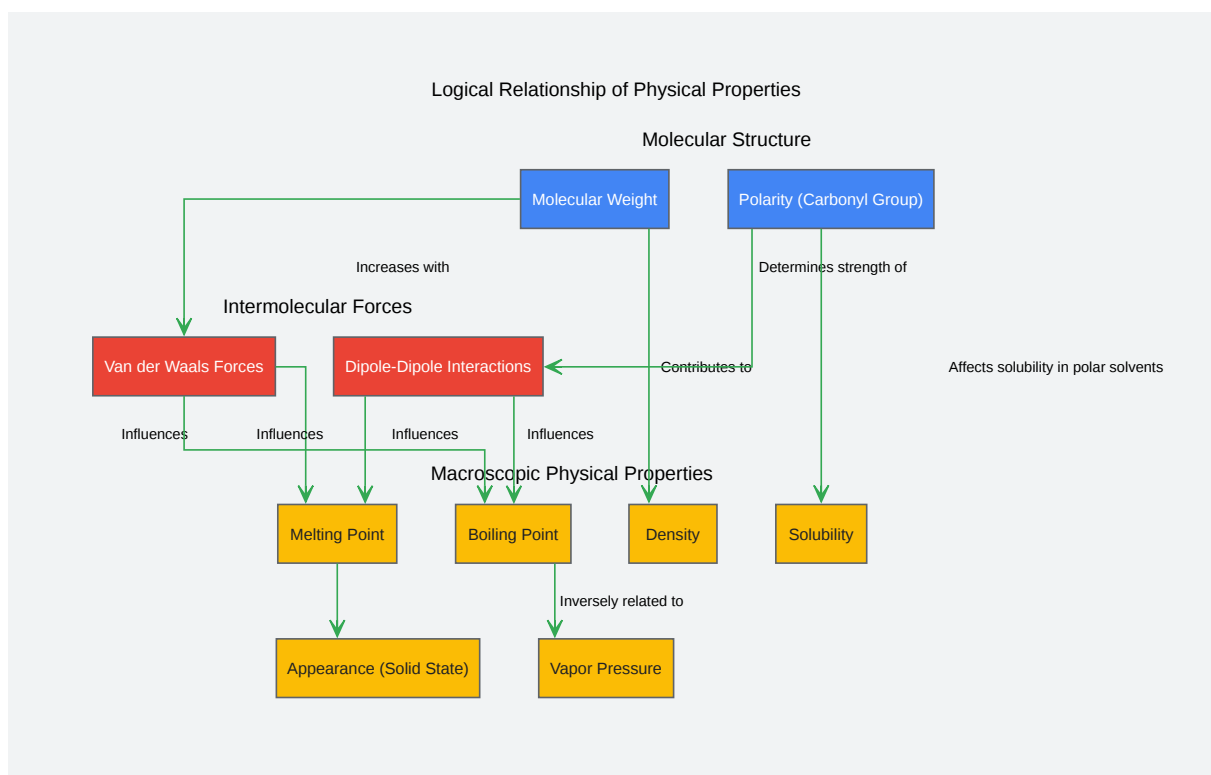 Logical Relationship of Physical Properties
Molecular Structure
Molecular Weight
Polarity (Carbonyl Group)
Increases with
Determines strength of
Intermolecular Forces
Van der Waals Forces
Dipole-Dipole Interactions
Contributes to
Affects solubility in polar solvents
Influences
Influences
Influences
Influences
Macroscopic Physical Properties
Melting Point
Boiling Point
Density
Solubility
Inversely related to
Appearance (Solid State)
Vapor Pressure